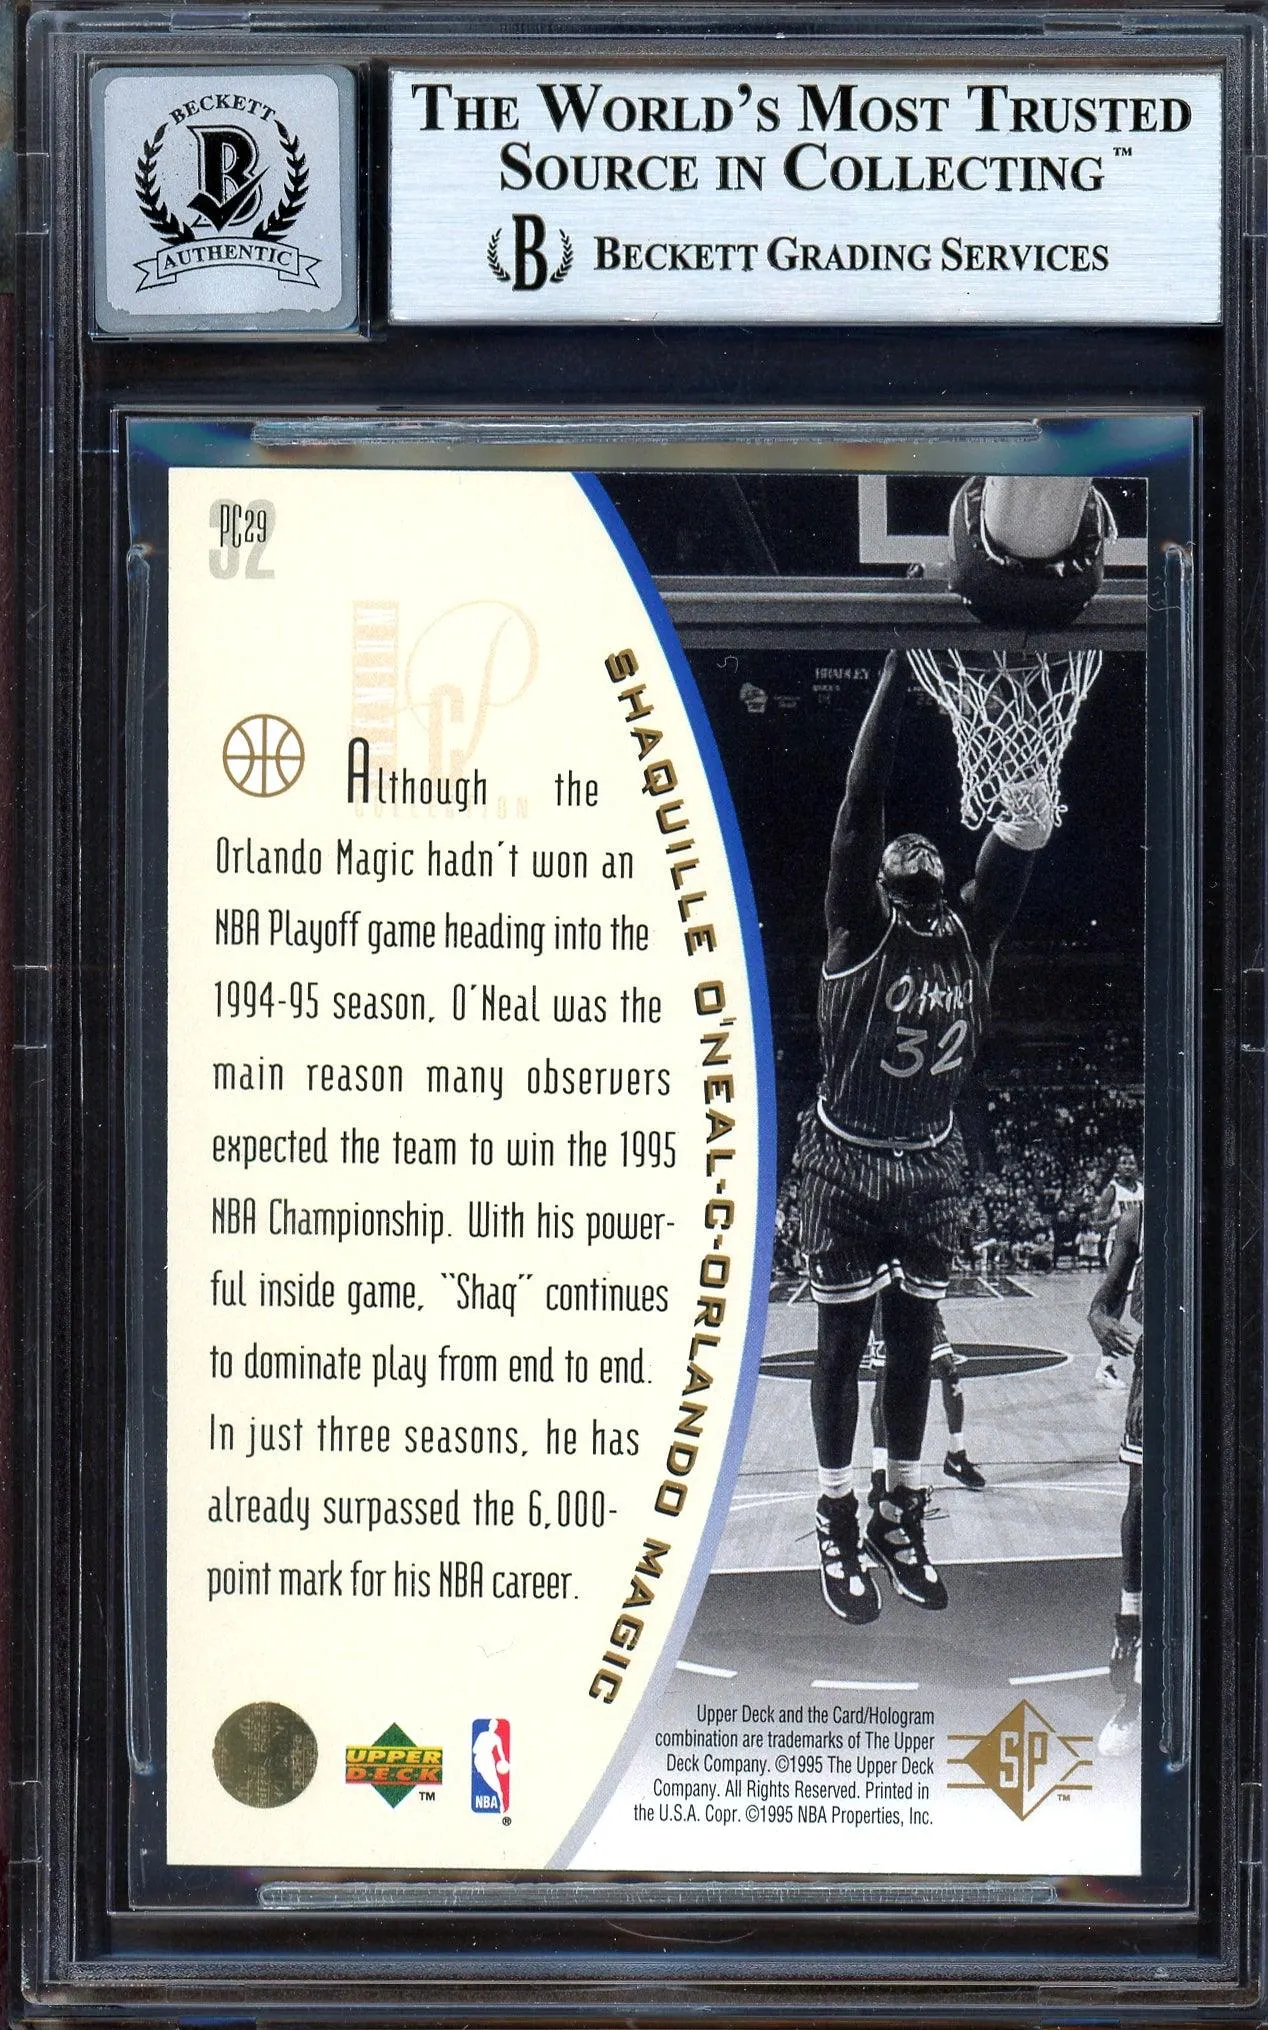 BECKETT
B
AUTHENTIC
THE WORLD'S MOST TRUSTED
SOURCE IN COLLECTING™
B BECKETT GRADING SERVICES
32
PC29
COLLECTION
Although the
Orlando Magic hadn't won an
NBA Playoff game heading into the
1994-95 season, O'Neal was the
main reason many observers
expected the team to win the 1995
NBA Championship. With his power-
ful inside game, "Shaq" continues
to dominate play from end to end.
In just three seasons, he has
already surpassed the 6,000-
point mark for his NBA career.
SHAQUILLE O'NEAL-C-ORLANDO MAGIC
BRADLEY
32
UPPER
DECK
™
NBA
®
Upper Deck and the Card/Hologram
combination are trademarks of The Upper
Deck Company. ©1995 The Upper Deck
Company. All Rights Reserved. Printed in
the U.S.A. Copr. ©1995 NBA Properties, Inc.
SP
™